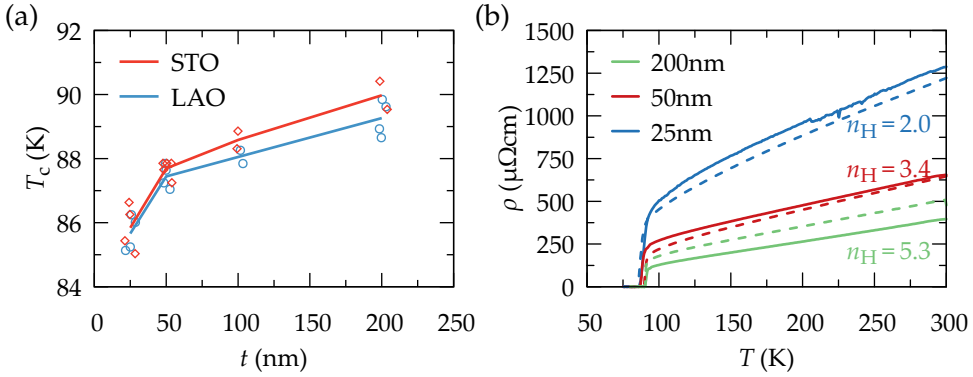 (a)
92
90
88
86
84
T_c (K)
STO
LAO
0 50 100 150 200 250
t (nm)
(b)
1500
1250
1000
750
500
250
0
ρ (μΩcm)
200nm
50nm
25nm
n_H = 2.0
n_H = 3.4
n_H = 5.3
50 100 150 200 250 300
T (K)